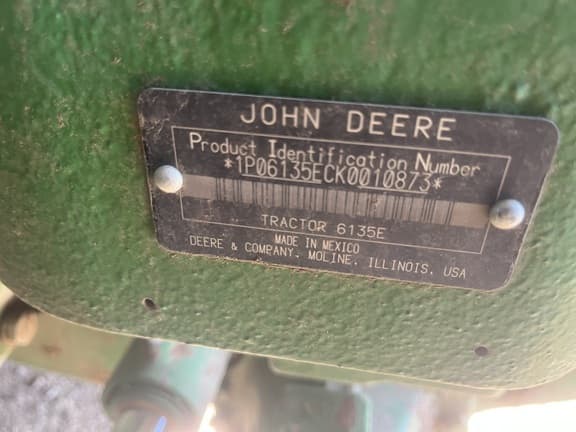 JOHN DEERE
Product Identification Number
*1P06135ECK0010873*
TRACTOR 6135E
MADE IN MEXICO
DEERE & COMPANY, MOLINE, ILLINOIS, USA